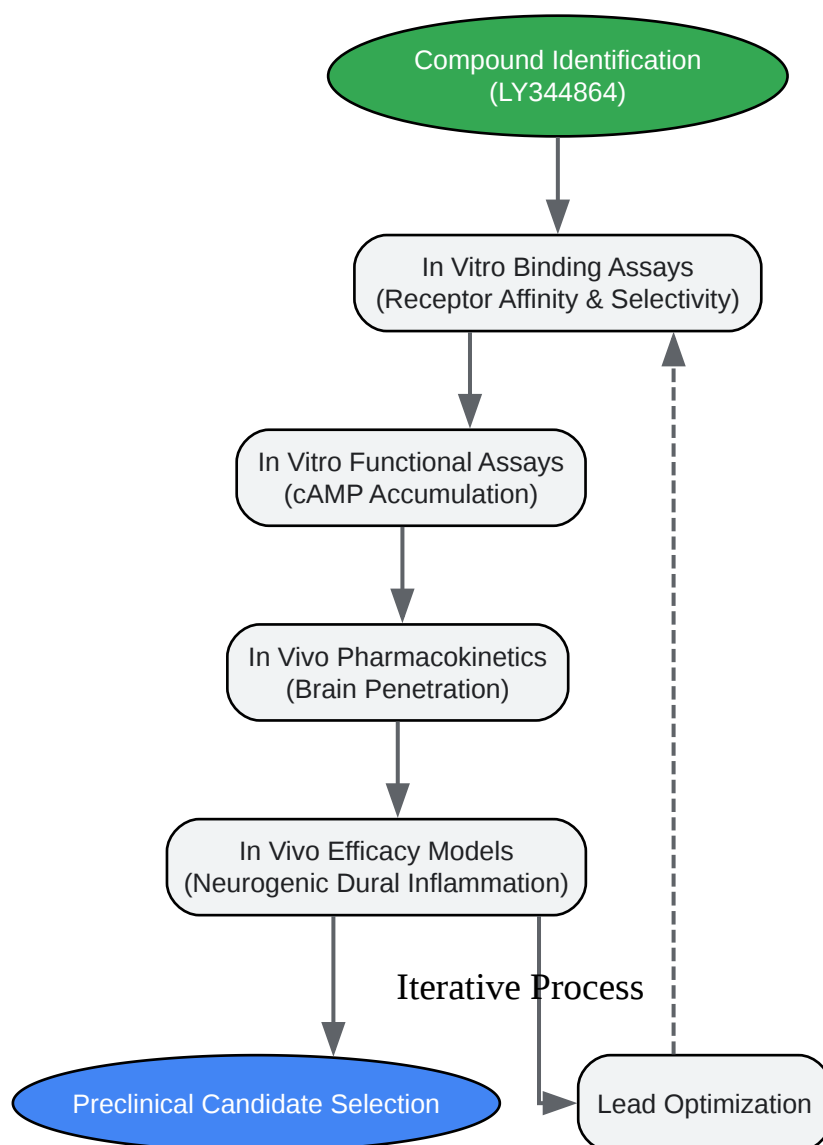 Compound Identification
(LY344864)
In Vitro Binding Assays
(Receptor Affinity & Selectivity)
In Vitro Functional Assays
(cAMP Accumulation)
In Vivo Pharmacokinetics
(Brain Penetration)
In Vivo Efficacy Models
(Neurogenic Dural Inflammation)
Iterative Process
Preclinical Candidate Selection
Lead Optimization